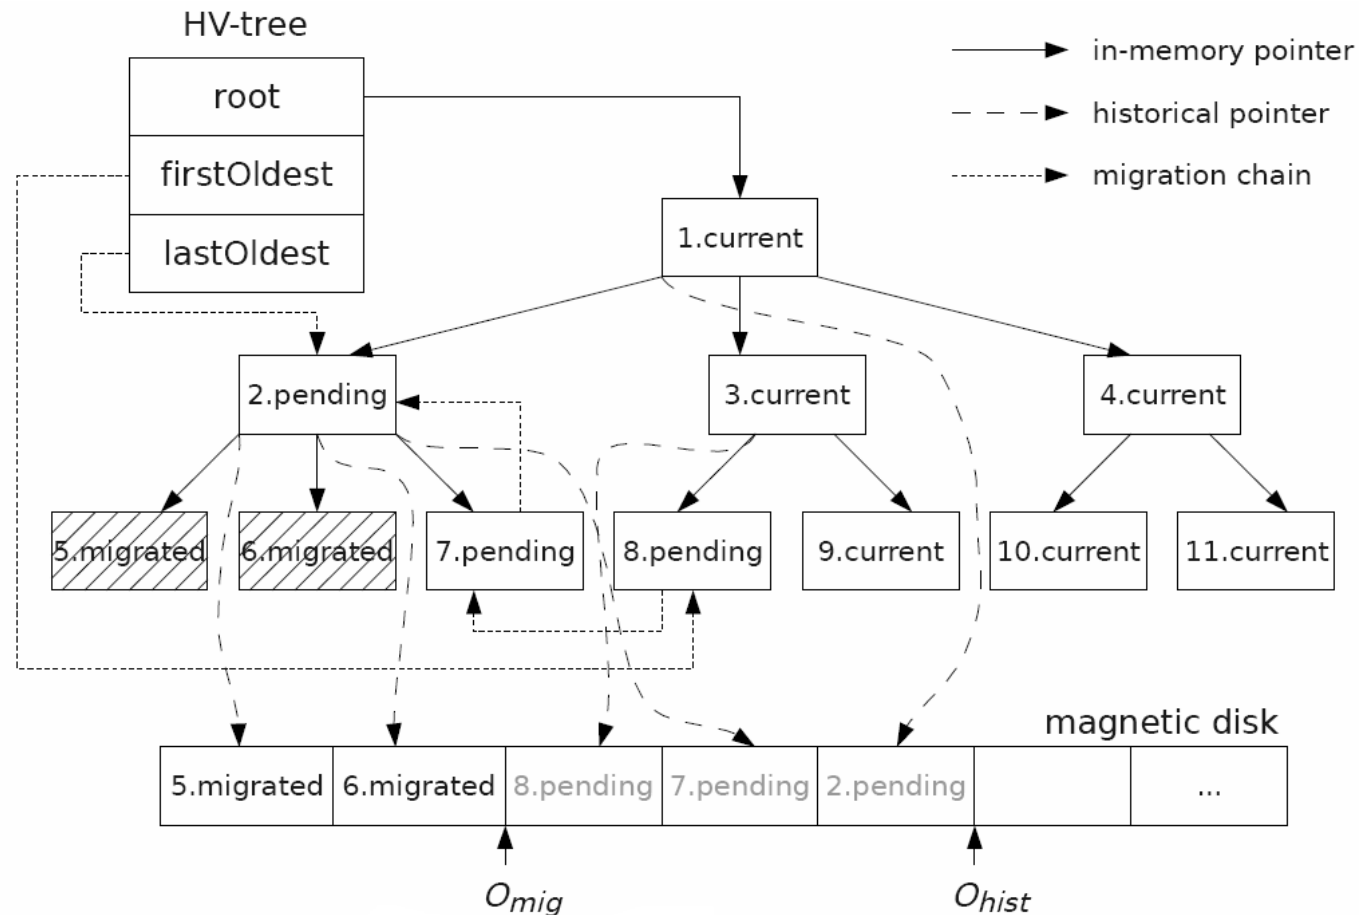 HV-tree
root
firstOldest
lastOldest
in-memory pointer
historical pointer
migration chain
1.current
2.pending
3.current
4.current
5.migrated
6.migrated
7.pending
8.pending
9.current
10.current
11.current
magnetic disk
5.migrated
6.migrated
8.pending
7.pending
2.pending
...
Omig
Ohist